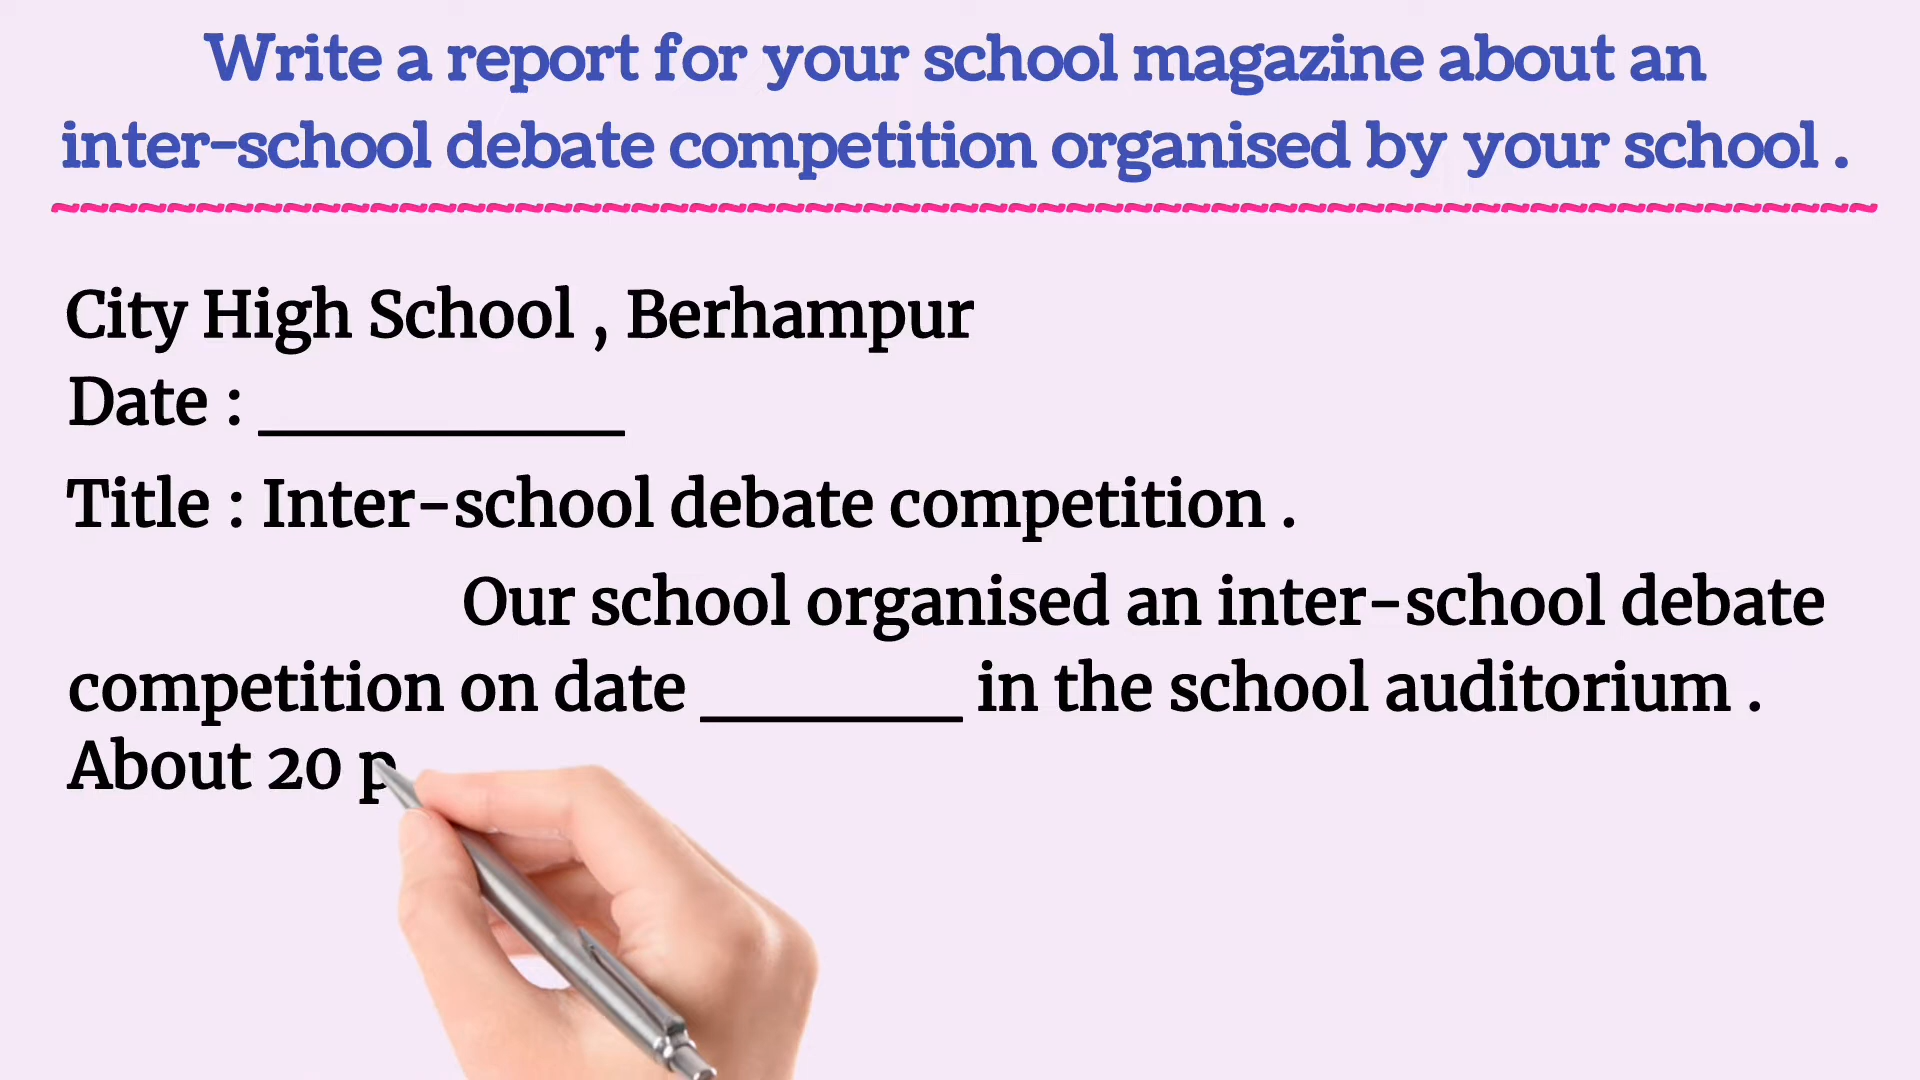 Write a report for your school magazine about an
inter-school debate competition organised by your school .
City High School , Berhampur
Date : __________
Title : Inter-school debate competition .
Our school organised an inter-school debate
competition on date _______ in the school auditorium .
About 20 p